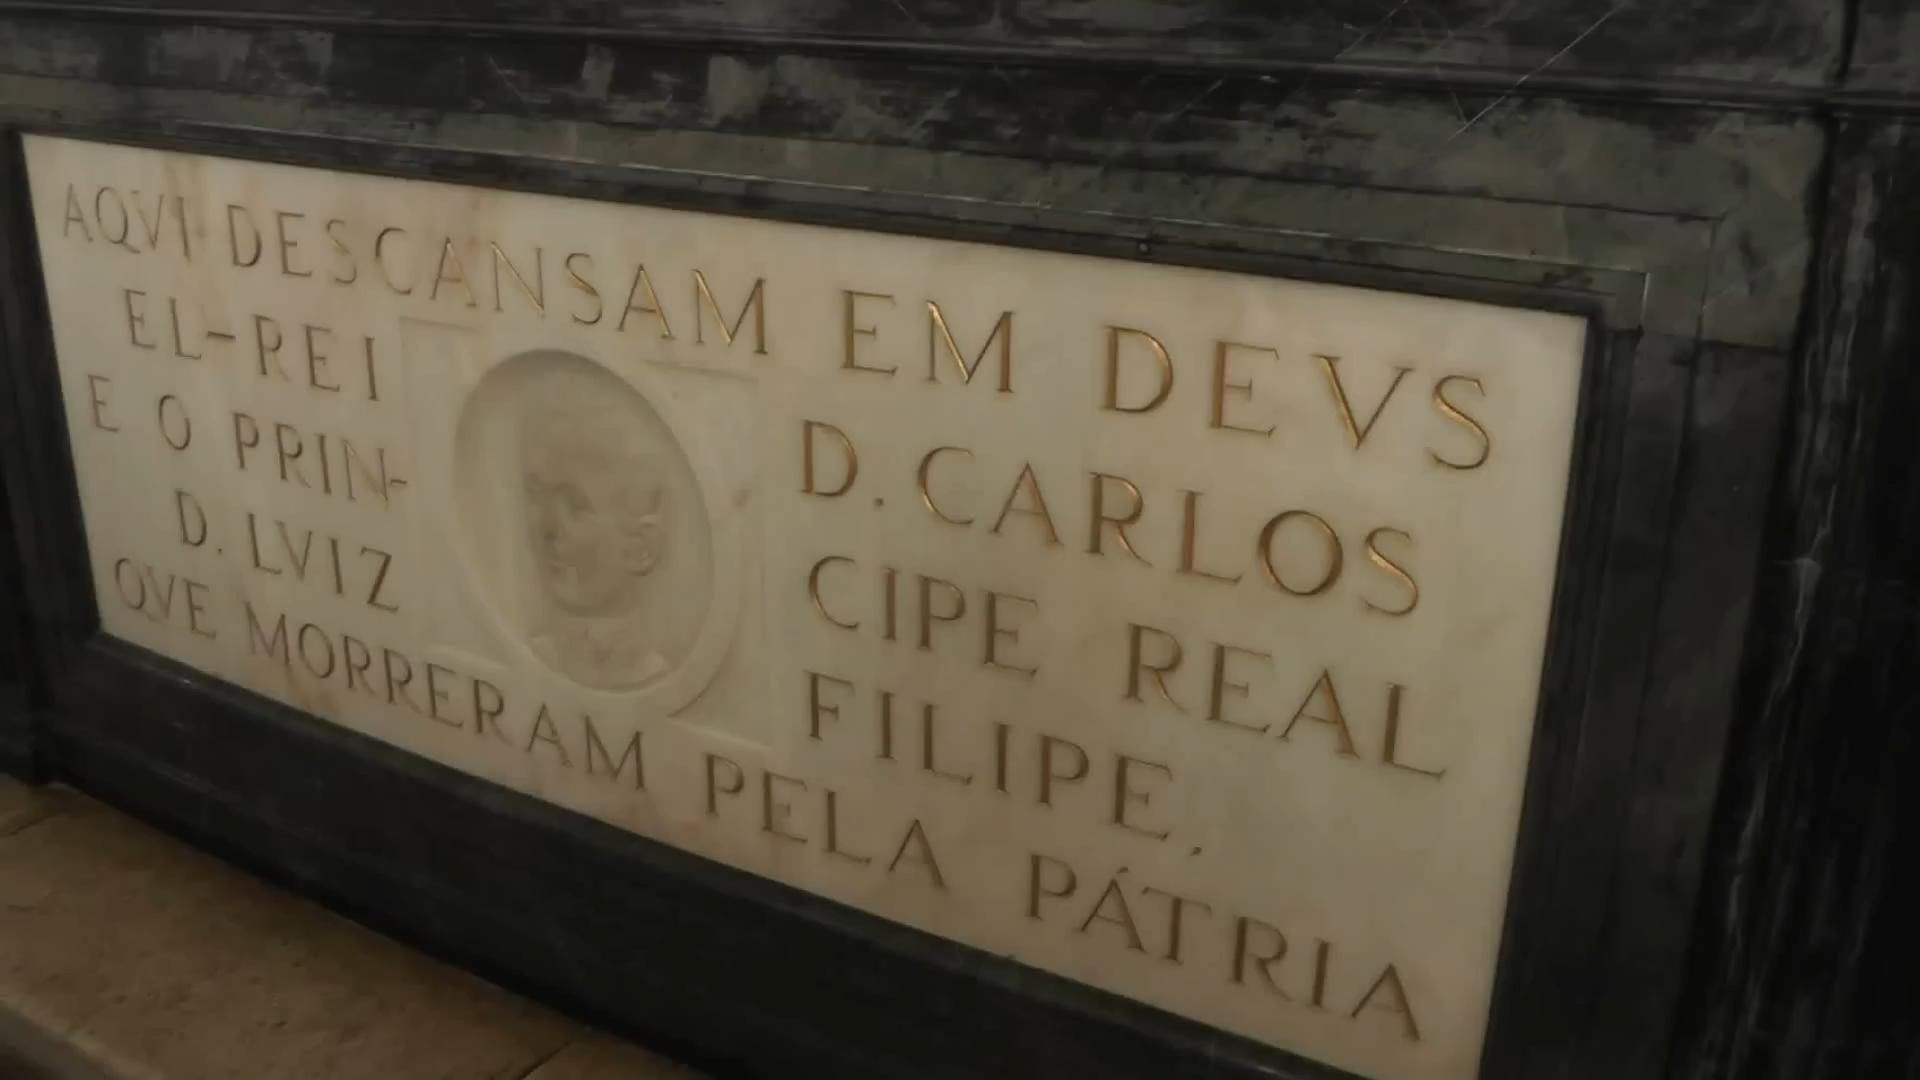 AQVI DESCANSAM EM DEVS
EL-REI D. CARLOS
E O PRIN- CIPE REAL
D. LVIZ FILIPE,
QVE MORRERAM PELA PÁTRIA